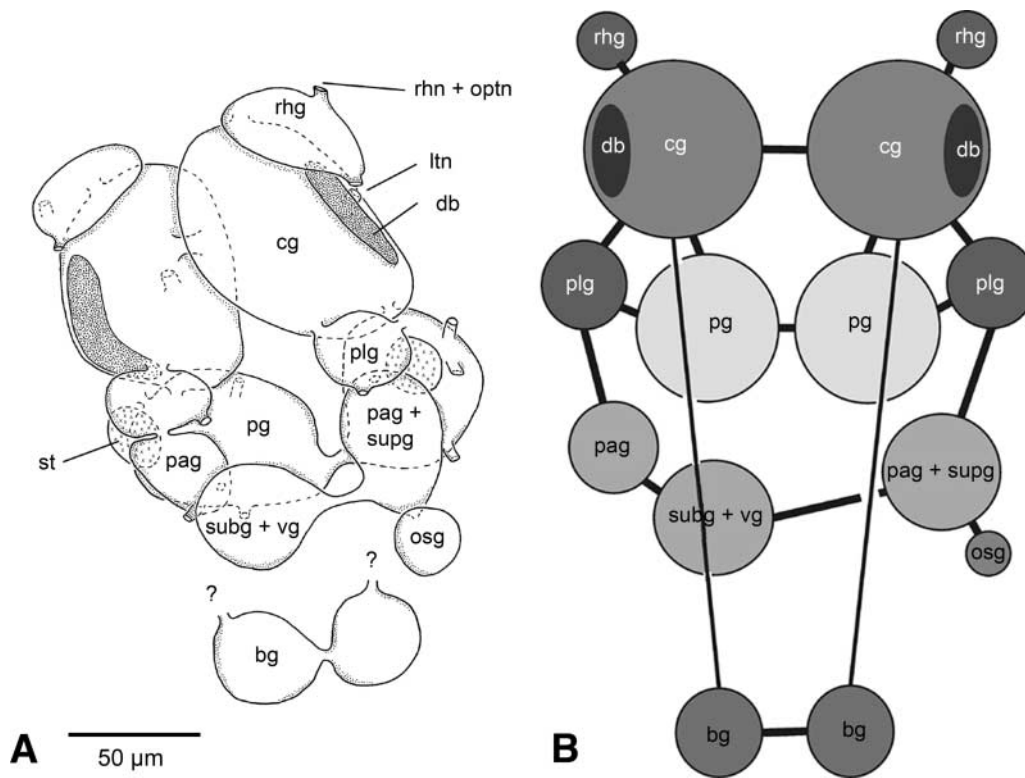 rhn + optn
rhg
ltn
db
cg
plg
pag +
supg
pg
st
pag
subg + vg
osg
?
?
bg
A
50 µm
rhg
rhg
db
cg
cg
db
plg
plg
pg
pg
pag
pag + supg
subg + vg
osg
bg
bg
B